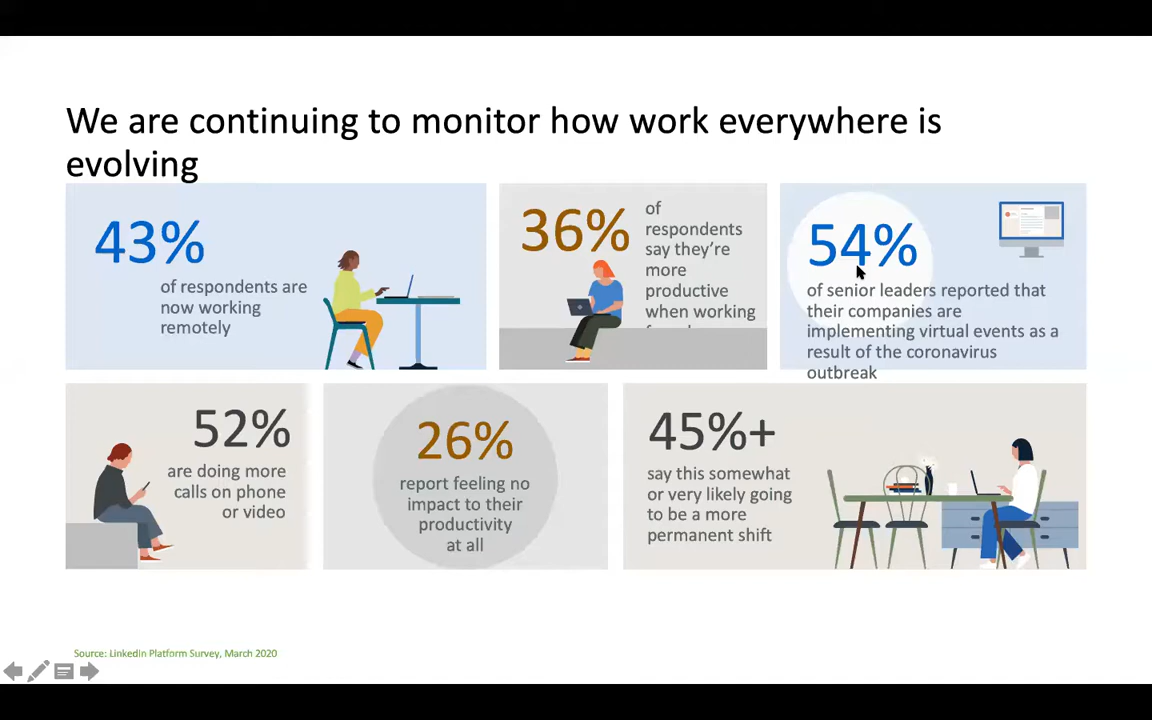 We are continuing to monitor how work everywhere is
evolving
43%
of respondents are
now working
remotely
36%
of
respondents
say they're
more
productive
when working
54%
of senior leaders reported that
their companies are
implementing virtual events as a
result of the coronavirus
outbreak
52%
are doing more
calls on phone
or video
26%
report feeling no
impact to their
productivity
at all
45%+
say this somewhat
or very likely going
to be a more
permanent shift
Source: LinkedIn Platform Survey, March 2020